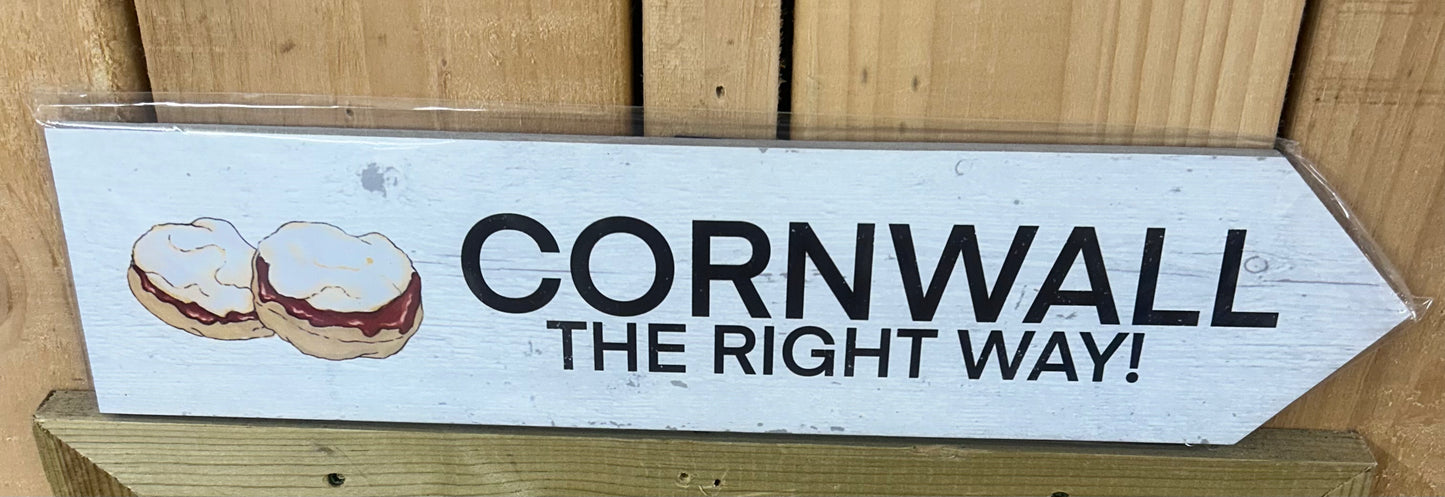 CORNWALL
THE RIGHT WAY!